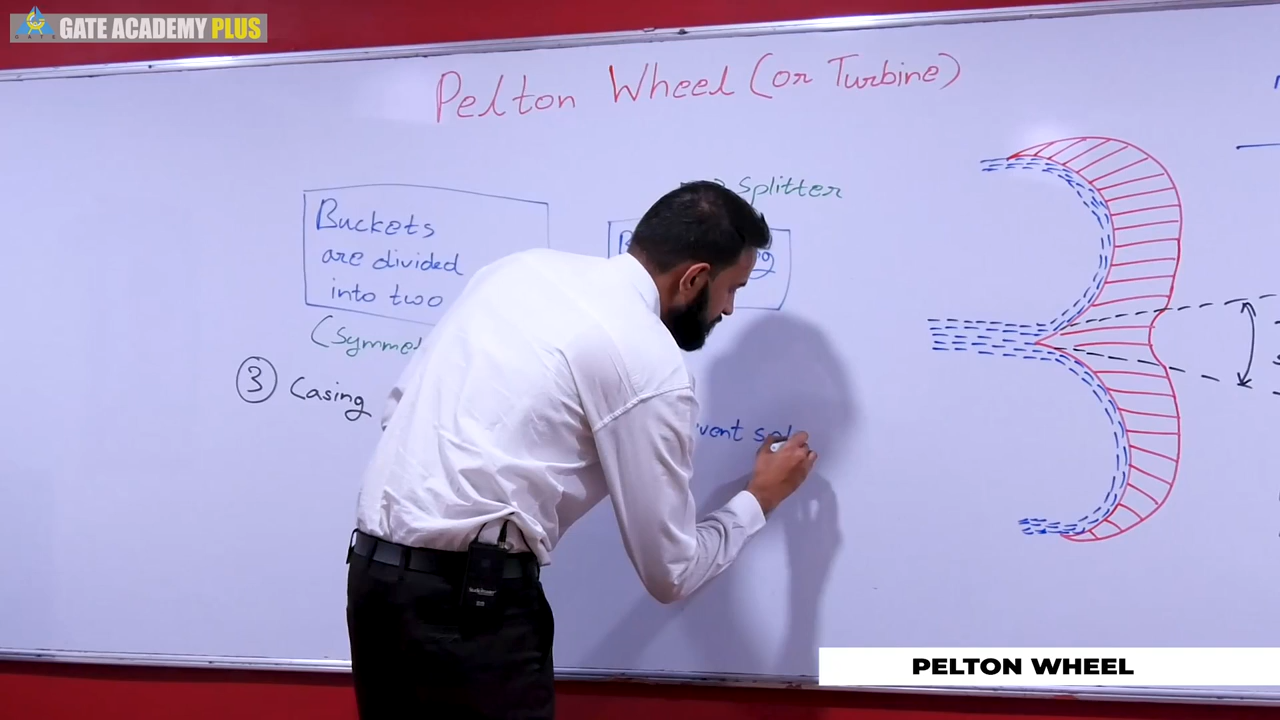 GATE ACADEMY PLUS
Pelton Wheel (or Turbine)
Splitter
Buckets
are divided
into two
(Symme
③ Casing
vent
PELTON WHEEL